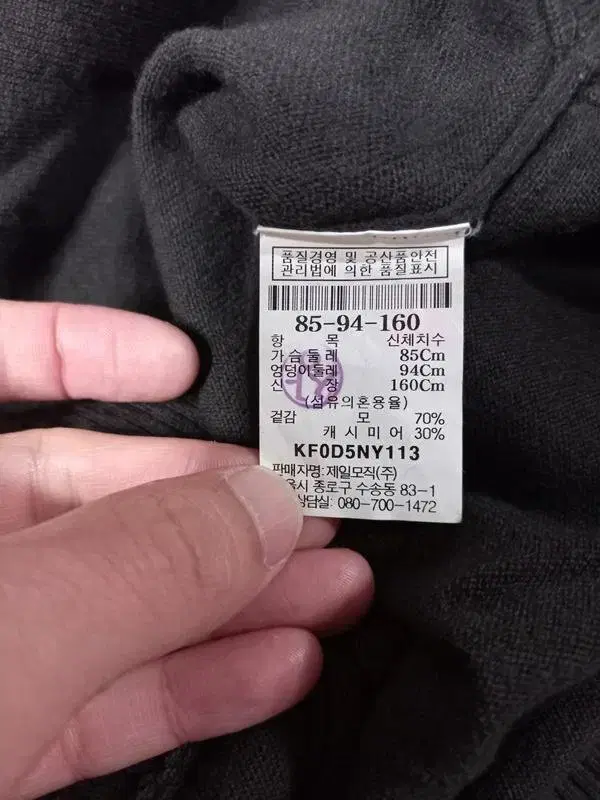 품질경영 및 공산품안전
관리법에 의한 품질표시
85-94-160
항 목 신체치수
가슴둘레 85Cm
엉덩이둘레 94Cm
신 장 160Cm
(섬유의혼용율)
겉감 모 70%
캐시미어 30%
KF0D5NY113
판매자명: 제일모직(주)
종로구 수송동 83-1
상담실: 080-700-1472